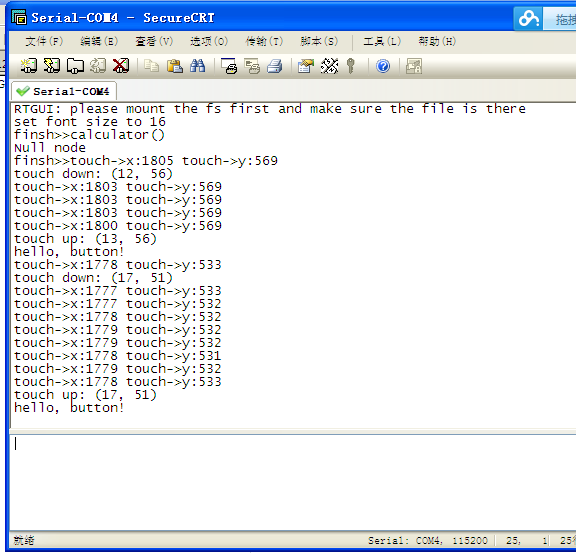 Serial-COM4 - SecureCRT
拖拽
文件(F) 编辑(E) 查看(V) 选项(O) 传输(T) 脚本(S) 工具(L) 帮助(H)
Serial-COM4
RTGUI: please mount the fs first and make sure the file is there
set font size to 16
finsh>>calculator()
Null node
finsh>>touch->x:1805 touch->y:569
touch down: (12, 56)
touch->x:1803 touch->y:569
touch->x:1803 touch->y:569
touch->x:1803 touch->y:569
touch->x:1800 touch->y:569
touch up: (13, 56)
hello, button!
touch->x:1778 touch->y:533
touch down: (17, 51)
touch->x:1777 touch->y:533
touch->x:1777 touch->y:532
touch->x:1778 touch->y:532
touch->x:1779 touch->y:532
touch->x:1779 touch->y:532
touch->x:1778 touch->y:531
touch->x:1779 touch->y:532
touch->x:1778 touch->y:533
touch up: (17, 51)
hello, button!
就绪 Serial: COM4, 115200 25, 1